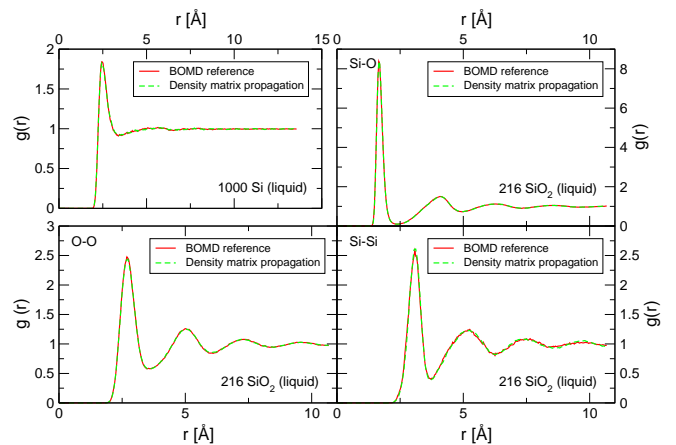 r [Å] r [Å]
0 5 10 15 0 5 10
2
1.5
1
0.5
0
g(r)
BOMD reference
Density matrix propagation
1000 Si (liquid)
Si-O
BOMD reference
Density matrix propagation
216 SiO2 (liquid)
8
6
4
2
0
g(r)
3
2.5
2
1.5
1
0.5
0
g (r)
O-O
BOMD reference
Density matrix propagation
216 SiO2 (liquid)
Si-Si
BOMD reference
Density matrix propagation
216 SiO2 (liquid)
2.5
2
1.5
1
0.5
0
g(r)
0 5 10 0 5 10
r [Å] r [Å]